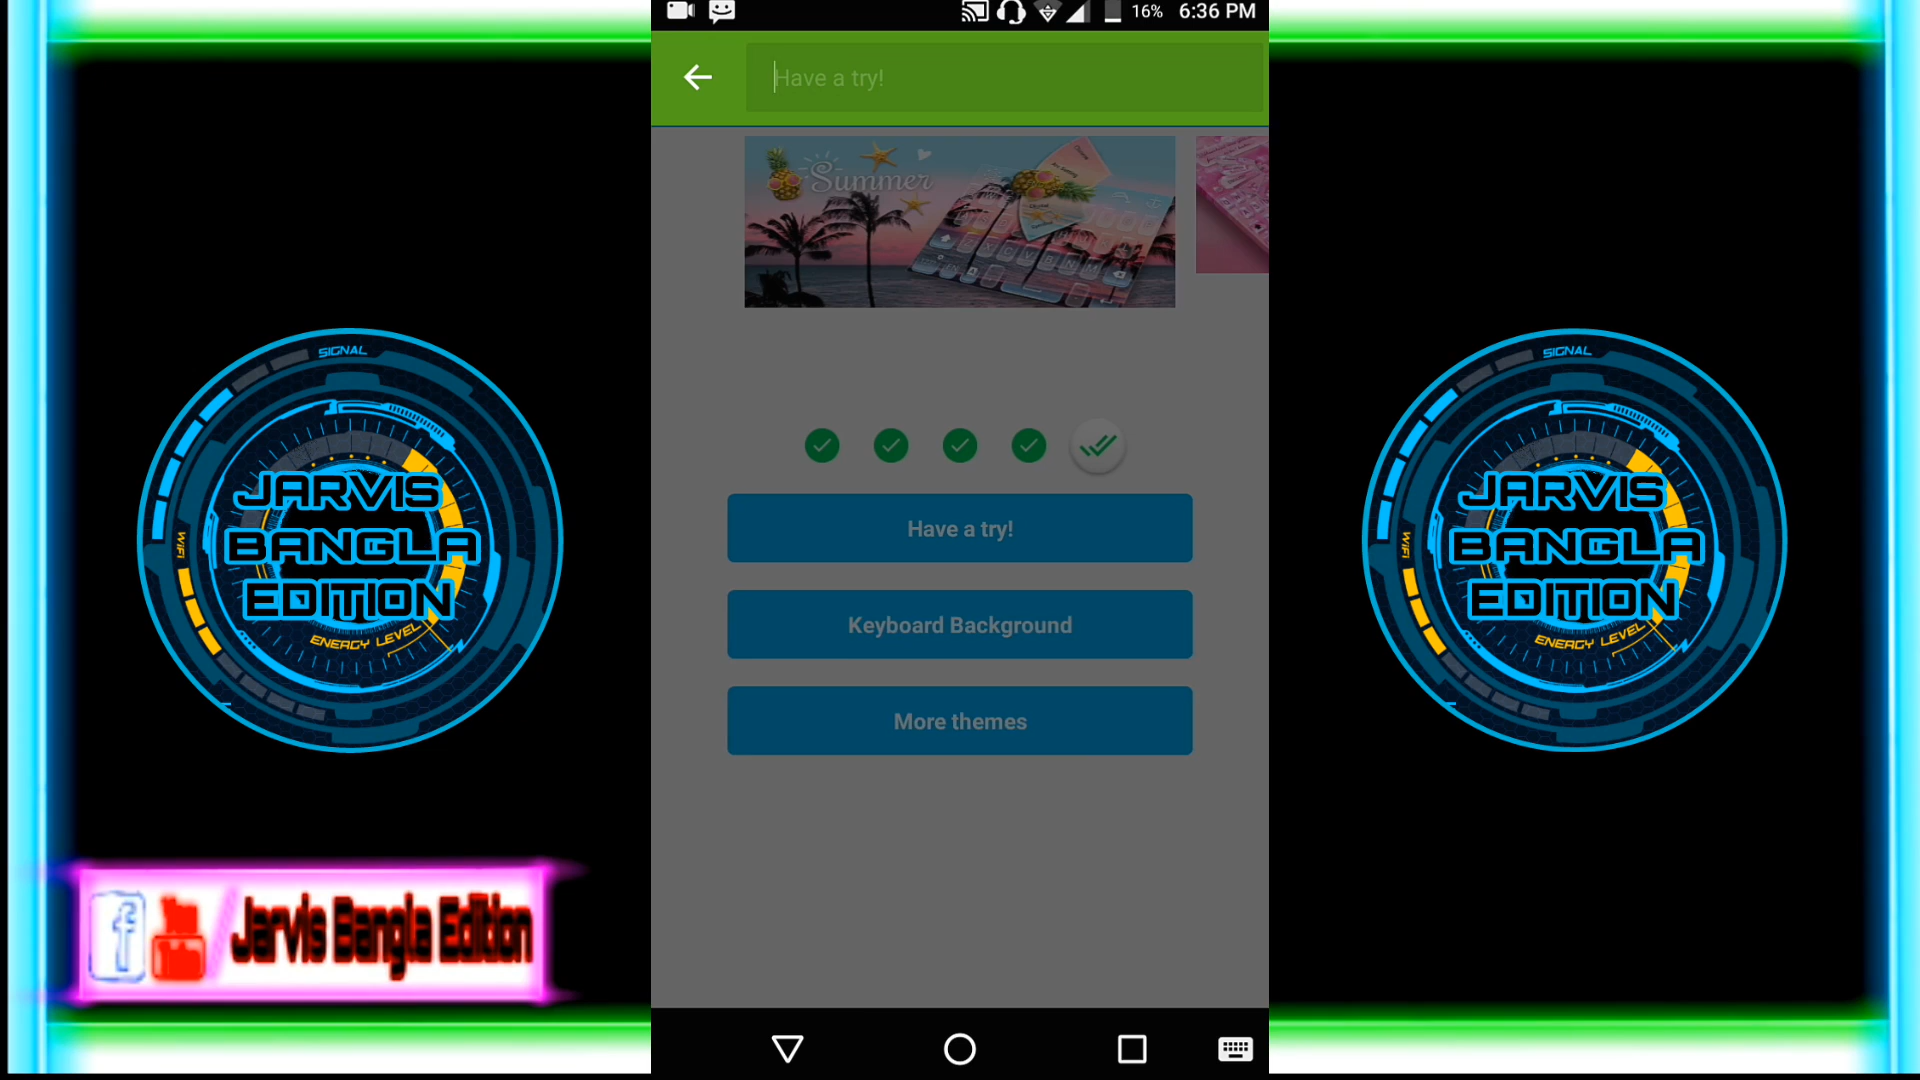 16% 6:36 PM
Have a try!
Summer
Have a try!
Keyboard Background
More themes
SIGNAL
WiFi
JARVIS
BANGLA
EDITION
ENERGY LEVEL
SIGNAL
WiFi
JARVIS
BANGLA
EDITION
ENERGY LEVEL
f Jarvis Bangla Edition